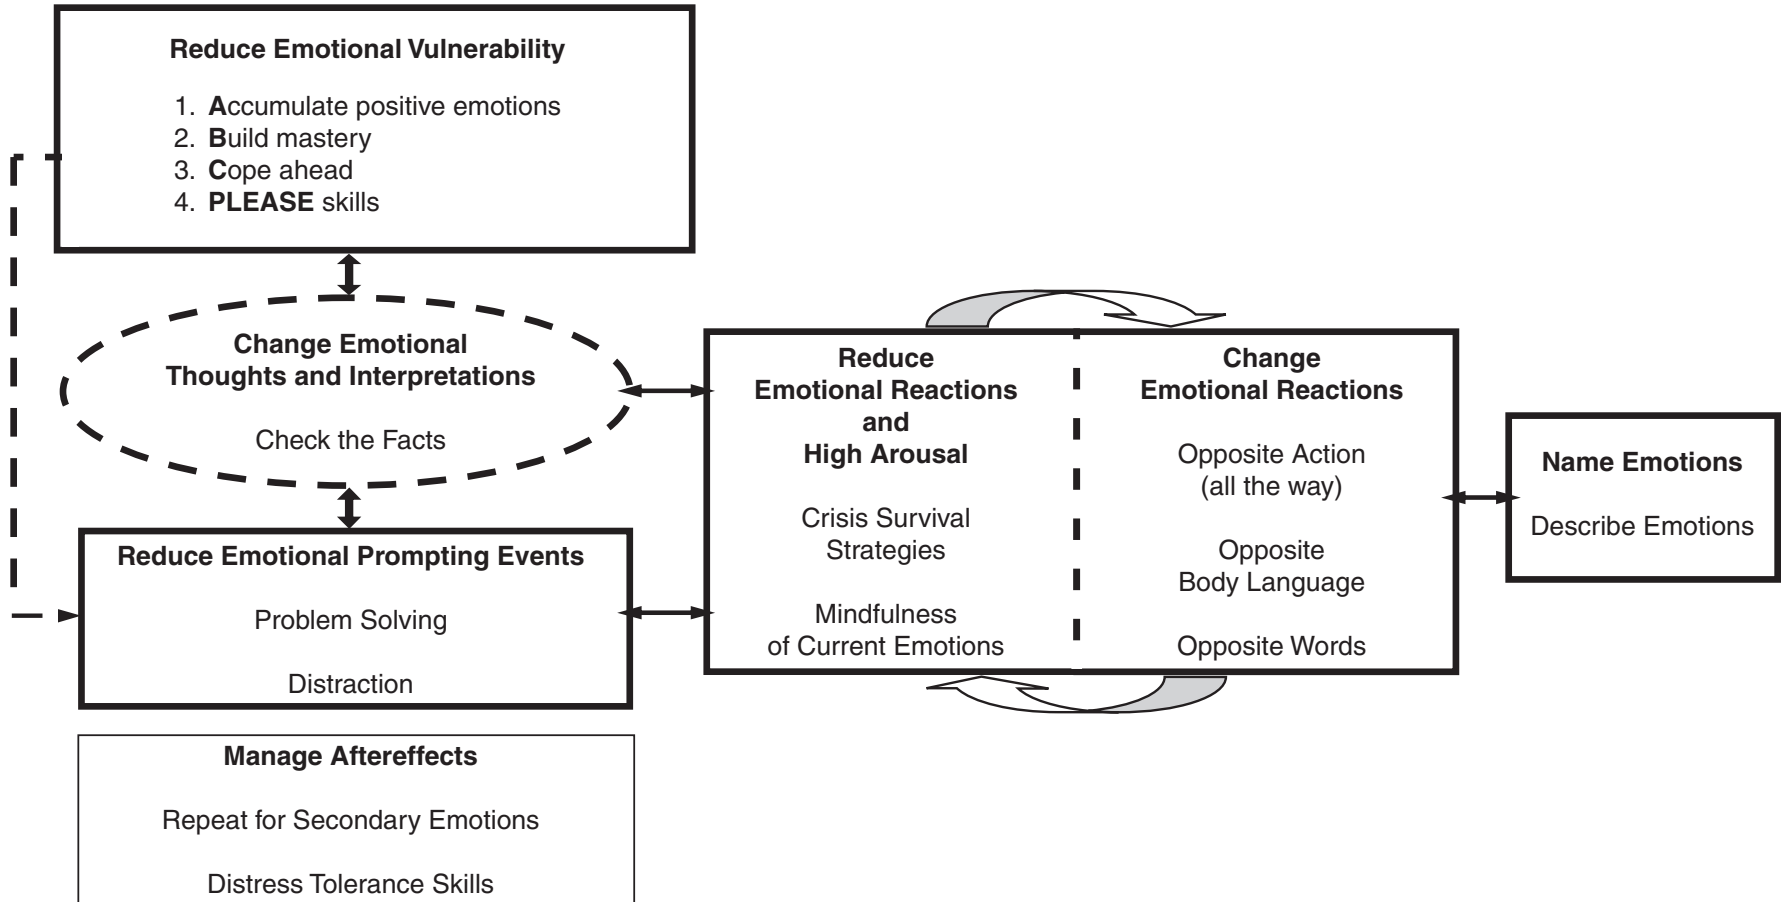 Reduce Emotional Vulnerability
1. Accumulate positive emotions
2. Build mastery
3. Cope ahead
4. PLEASE skills
Change Emotional
Thoughts and Interpretations
Check the Facts
Reduce Emotional Prompting Events
Problem Solving
Distraction
Manage Aftereffects
Repeat for Secondary Emotions
Distress Tolerance Skills
Reduce
Emotional Reactions
and
High Arousal
Crisis Survival
Strategies
Mindfulness
of Current Emotions
Change
Emotional Reactions
Opposite Action
(all the way)
Opposite
Body Language
Opposite Words
Name Emotions
Describe Emotions